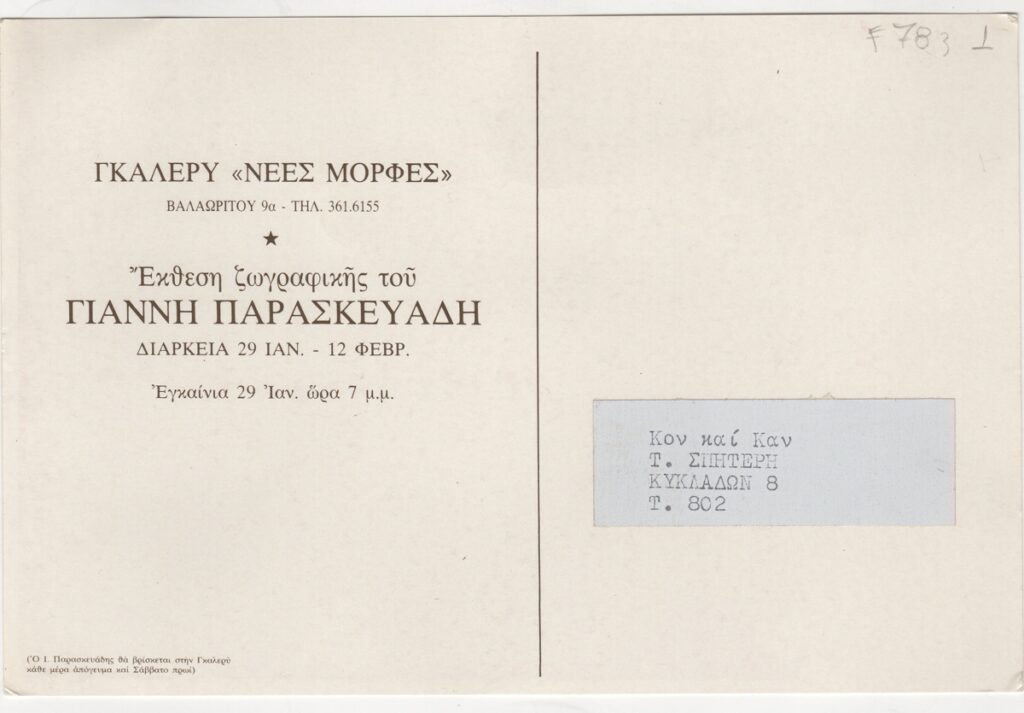 ΓΚΑΛΕΡΥ «ΝΕΕΣ ΜΟΡΦΕΣ»
ΒΑΛΑΩΡΙΤΟΥ 9α - ΤΗΛ. 361.6155
★
Ἔκθεση ζωγραφικῆς τοῦ
ΓΙΑΝΝΗ ΠΑΡΑΣΚΕΥΑΔΗ
ΔΙΑΡΚΕΙΑ 29 ΙΑΝ. - 12 ΦΕΒΡ.
Ἐγκαίνια 29 Ἰαν. ὥρα 7 μ.μ.
(Ὁ Ι. Παρασκευάδης θά βρίσκεται στήν Γκαλερύ
κάθε μέρα ἀπόγευμα καί Σάββατο πρωί)
F 783 1
Κον καί Καν
Τ. ΣΠΗΤΕΡΗ
ΚΥΚΛΑΔΩΝ 8
Τ. 802